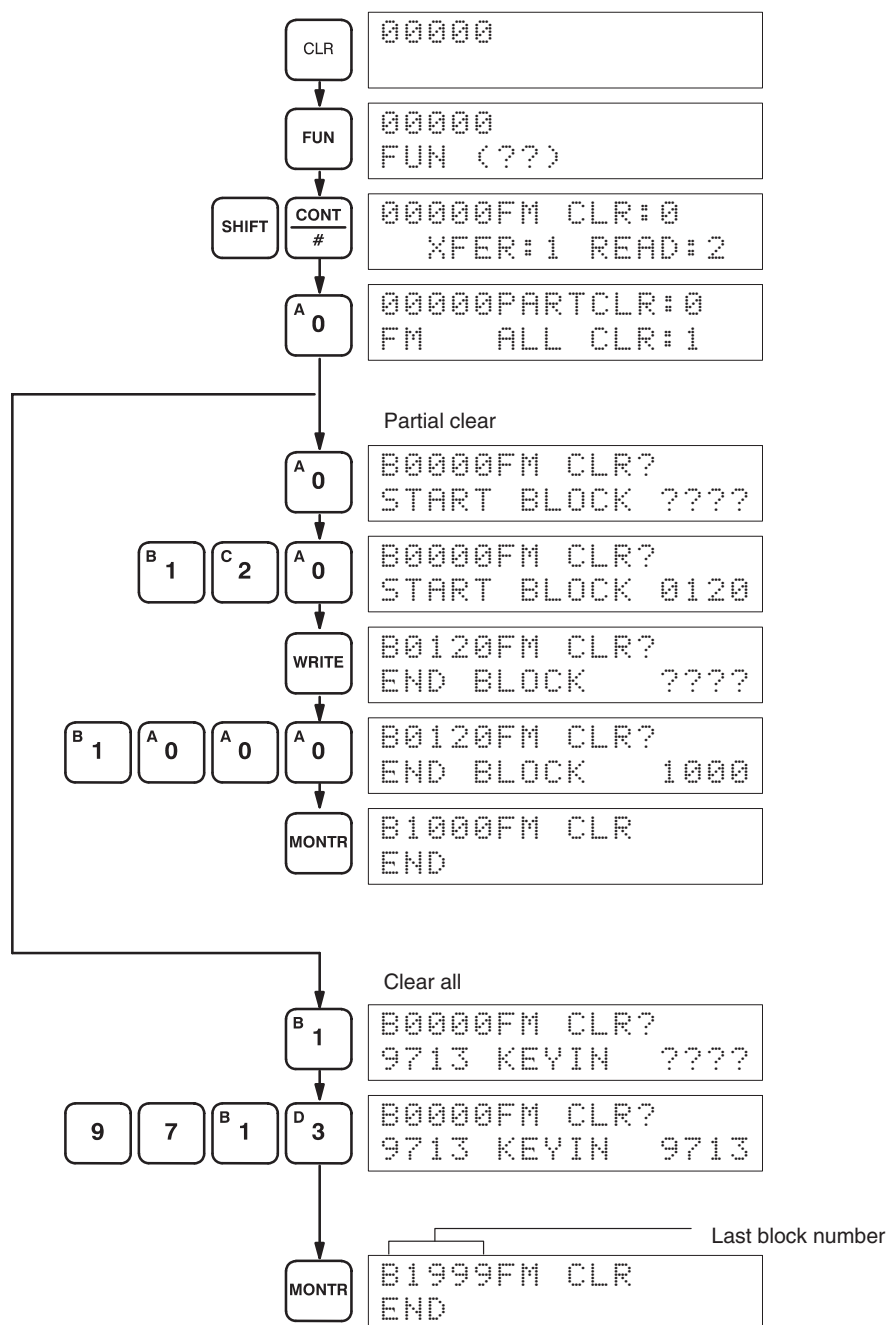 CLR
00000
FUN
00000
FUN (??)
SHIFT
CONT
#
00000FM CLR:0
XFER:1 READ:2
A 0
00000PARTCLR:0
FM ALL CLR:1
Partial clear
A 0
B0000FM CLR?
START BLOCK ????
B 1
C 2
A 0
B0000FM CLR?
START BLOCK 0120
WRITE
B0120FM CLR?
END BLOCK ????
B 1
A 0
A 0
A 0
B0120FM CLR?
END BLOCK 1000
MONTR
B1000FM CLR
END
Clear all
B 1
B0000FM CLR?
9713 KEYIN ????
9
7
B 1
D 3
B0000FM CLR?
9713 KEYIN 9713
Last block number
MONTR
B1999FM CLR
END